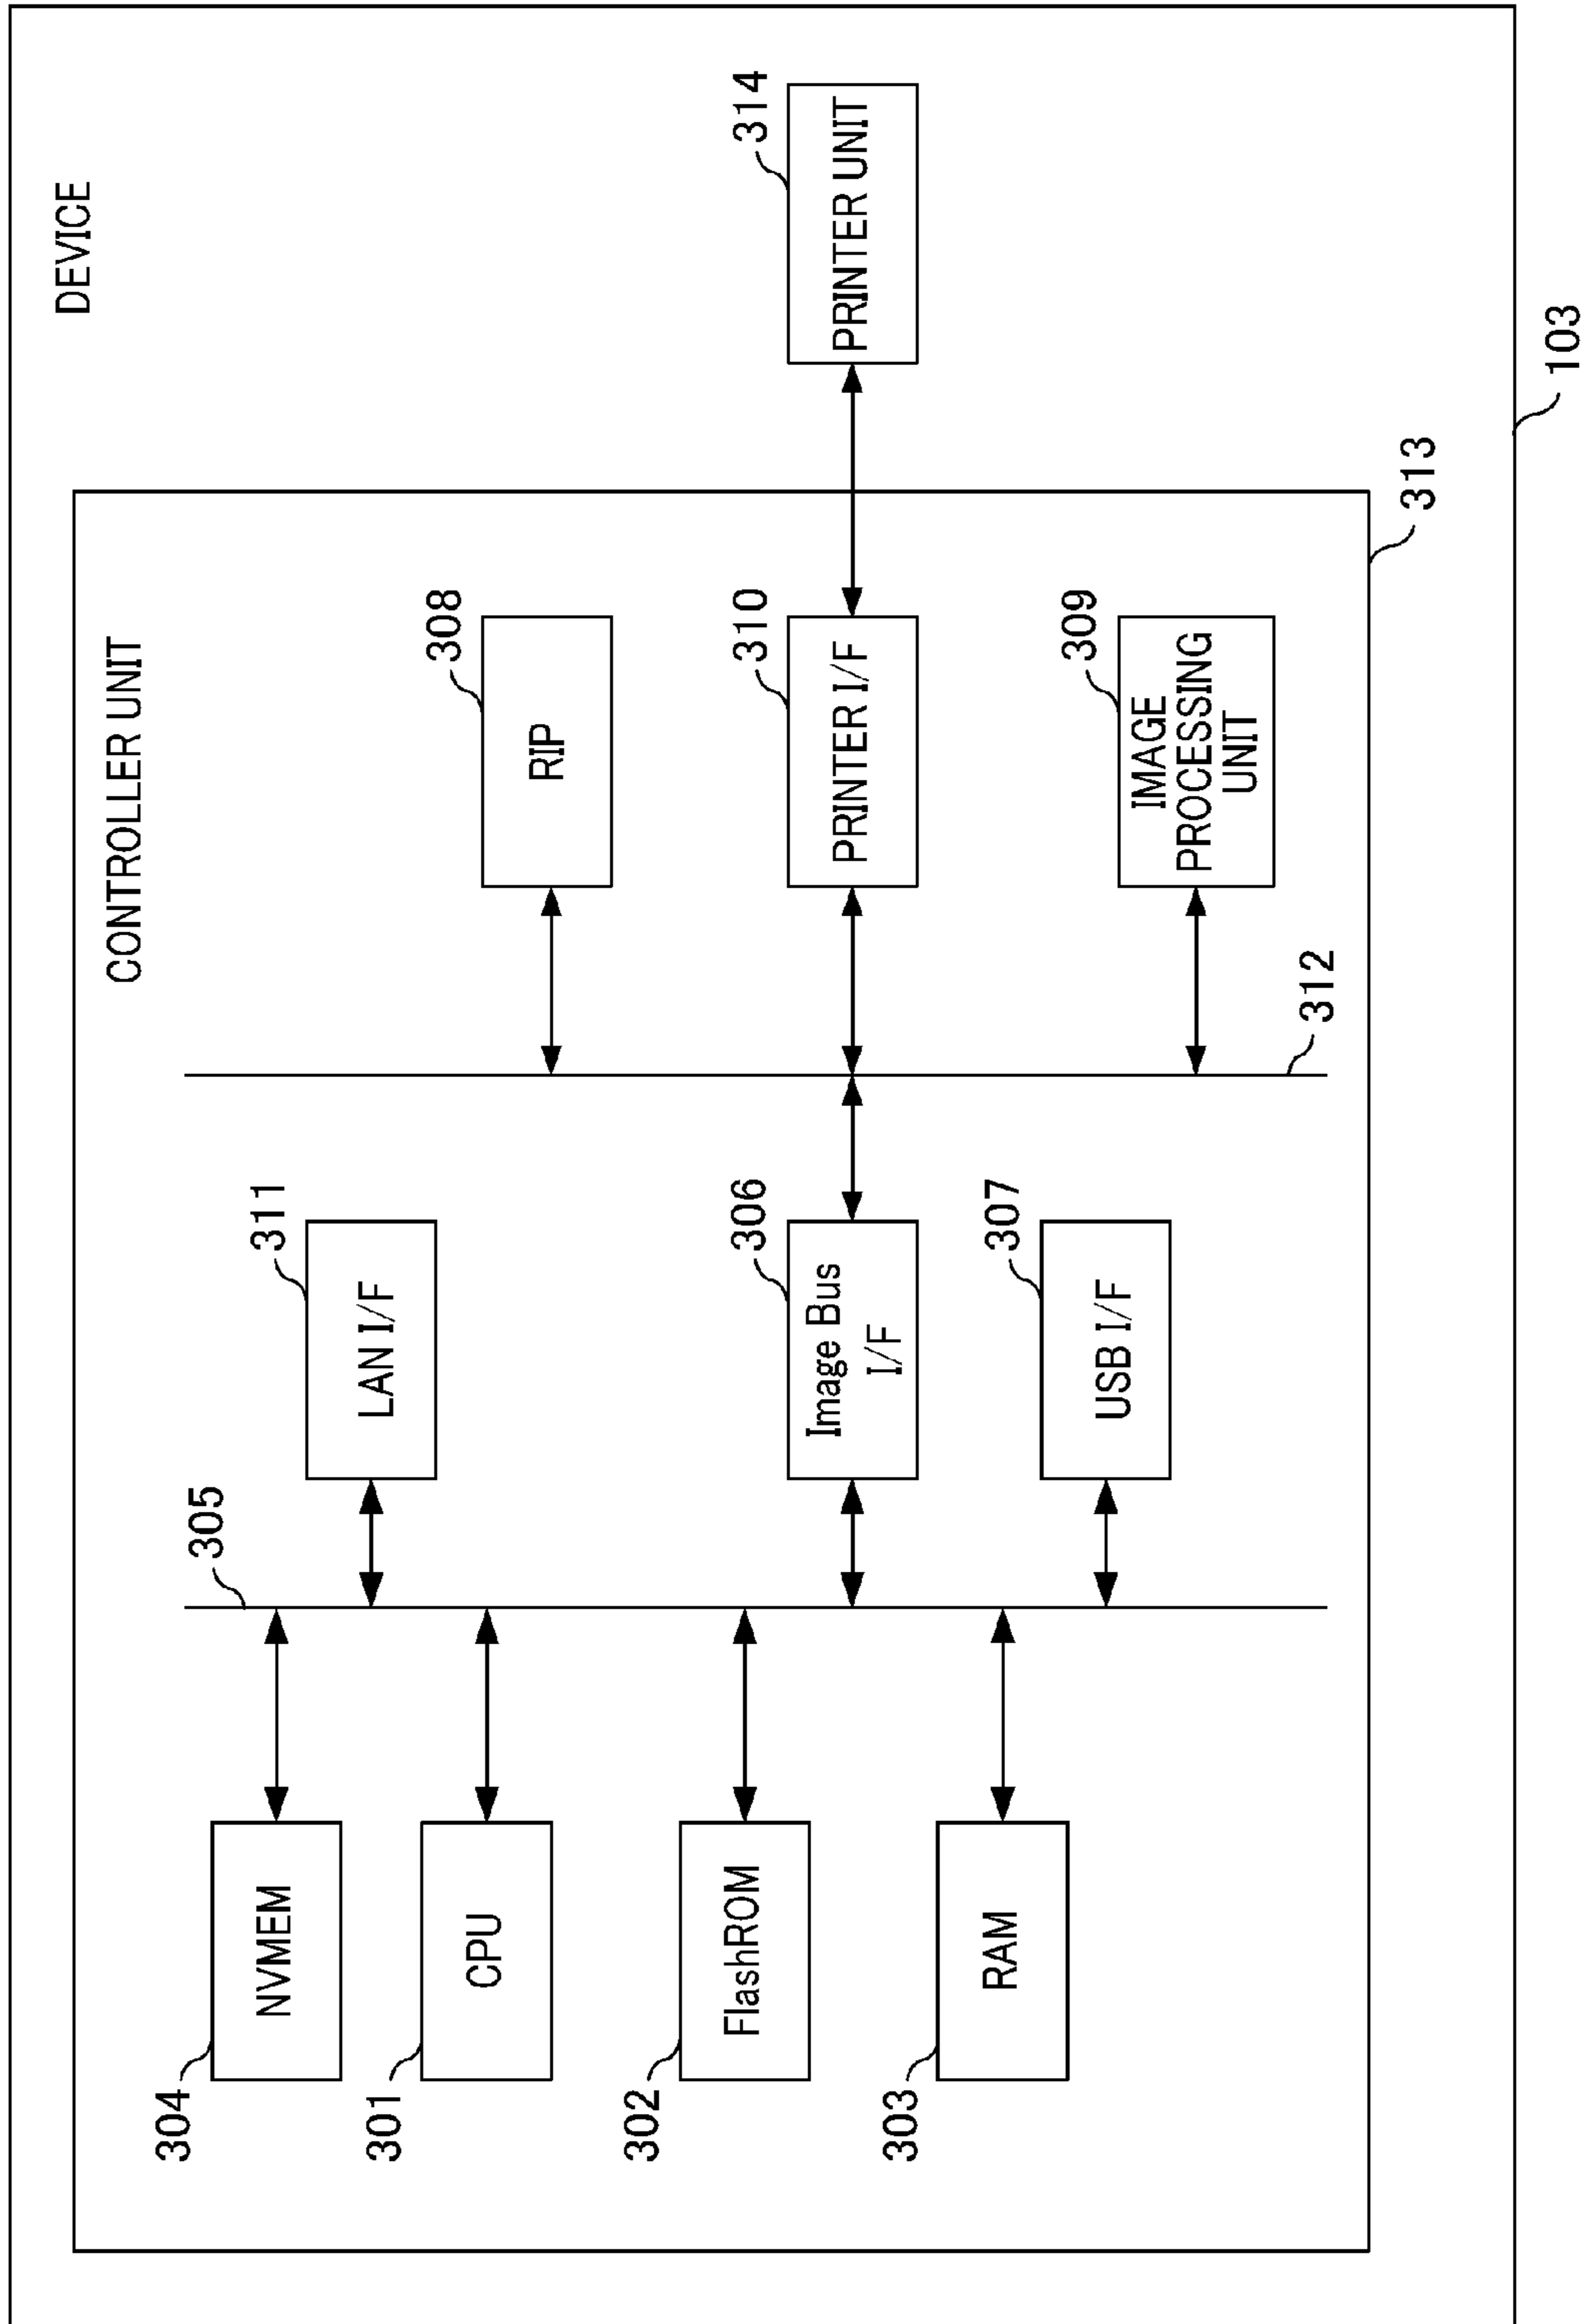 DEVICE
CONTROLLER UNIT
304
NVMEM
301
CPU
302
FlashROM
303
RAM
305
311
LAN I/F
306
Image Bus
I/F
307
USB I/F
312
308
RIP
310
PRINTER I/F
309
IMAGE
PROCESSING
UNIT
313
314
PRINTER UNIT
103